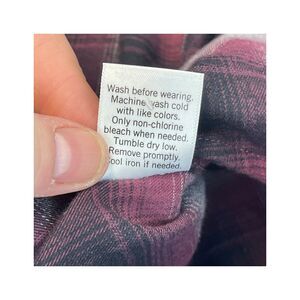 Wash before wearing.
Machine wash cold
with like colors.
Only non-chlorine
bleach when needed.
Tumble dry low.
Remove promptly.
Cool iron if needed.